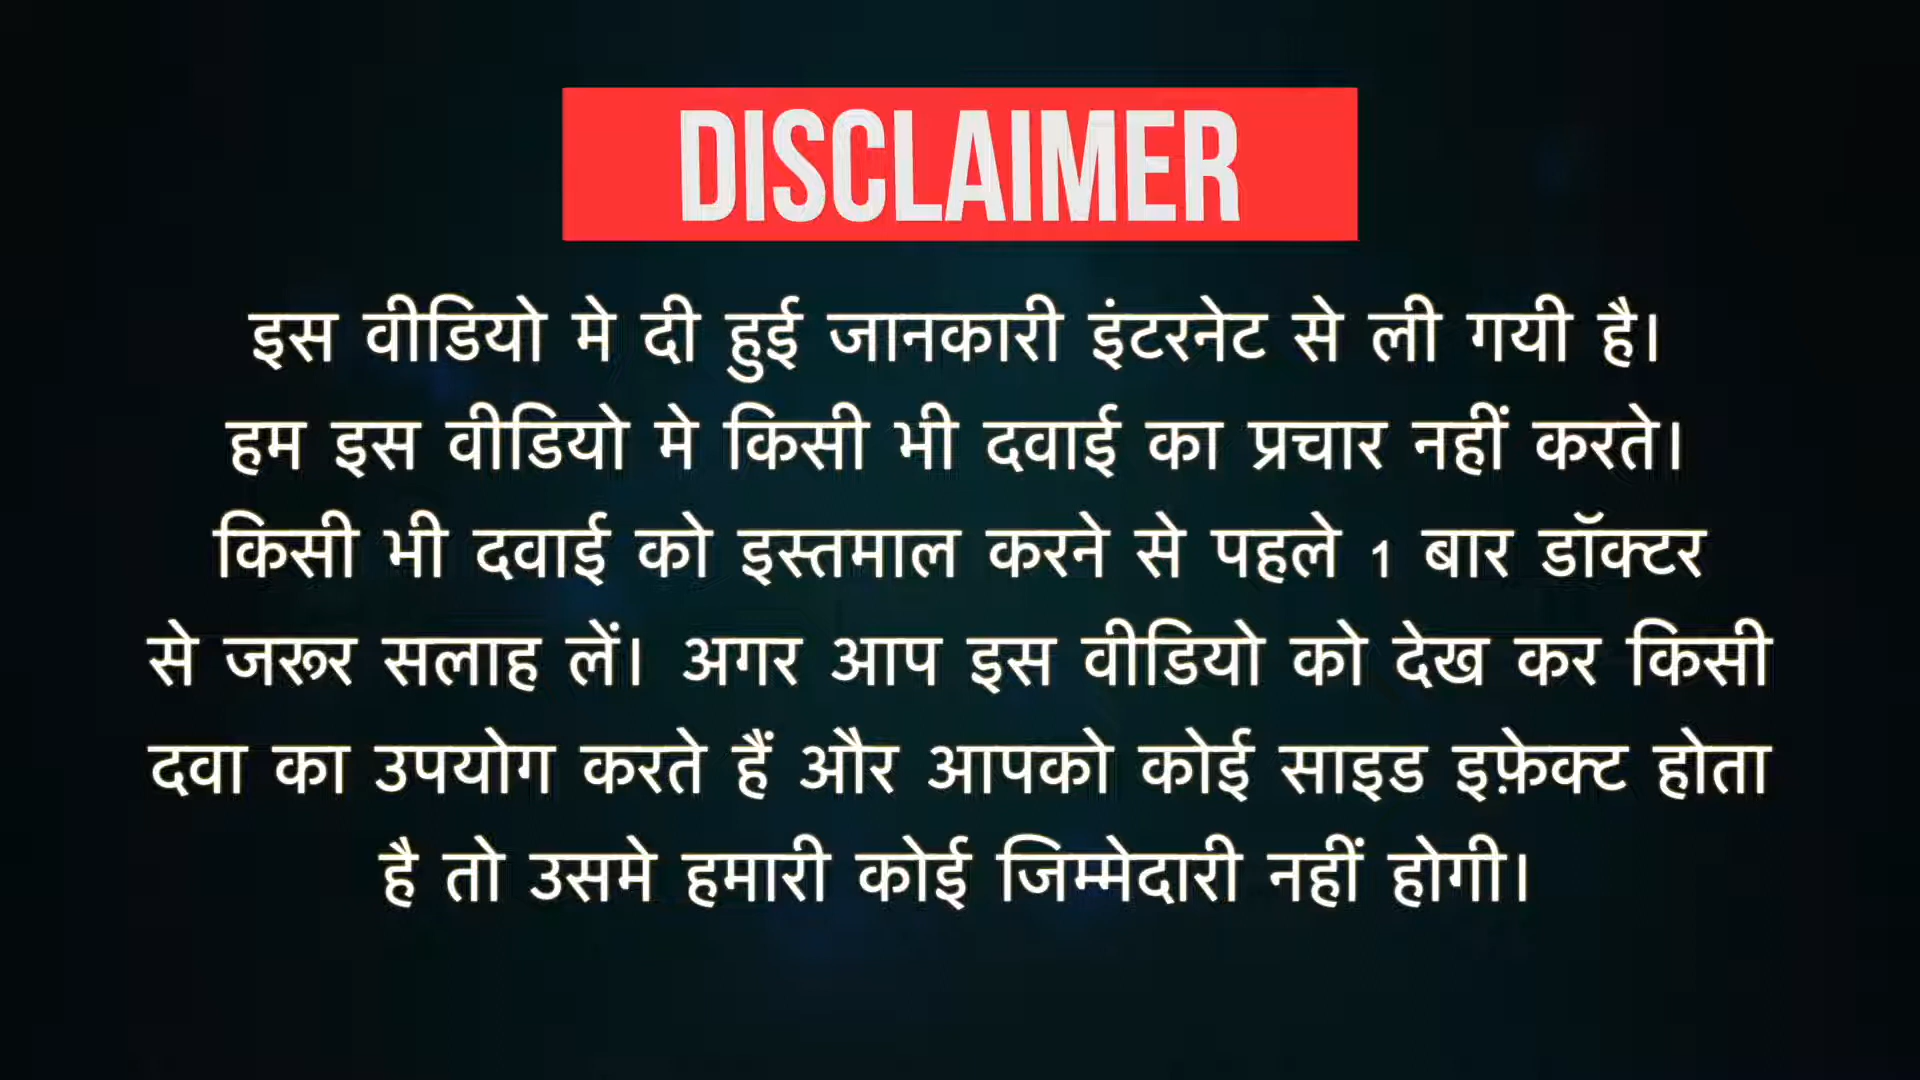 DISCLAIMER
इस वीडियो मे दी हुई जानकारी इंटरनेट से ली गयी है।
हम इस वीडियो मे किसी भी दवाई का प्रचार नहीं करते।
किसी भी दवाई को इस्तमाल करने से पहले 1 बार डॉक्टर
से जरूर सलाह लें। अगर आप इस वीडियो को देख कर किसी
दवा का उपयोग करते हैं और आपको कोई साइड इफ़ेक्ट होता
है तो उसमे हमारी कोई जिम्मेदारी नहीं होगी।